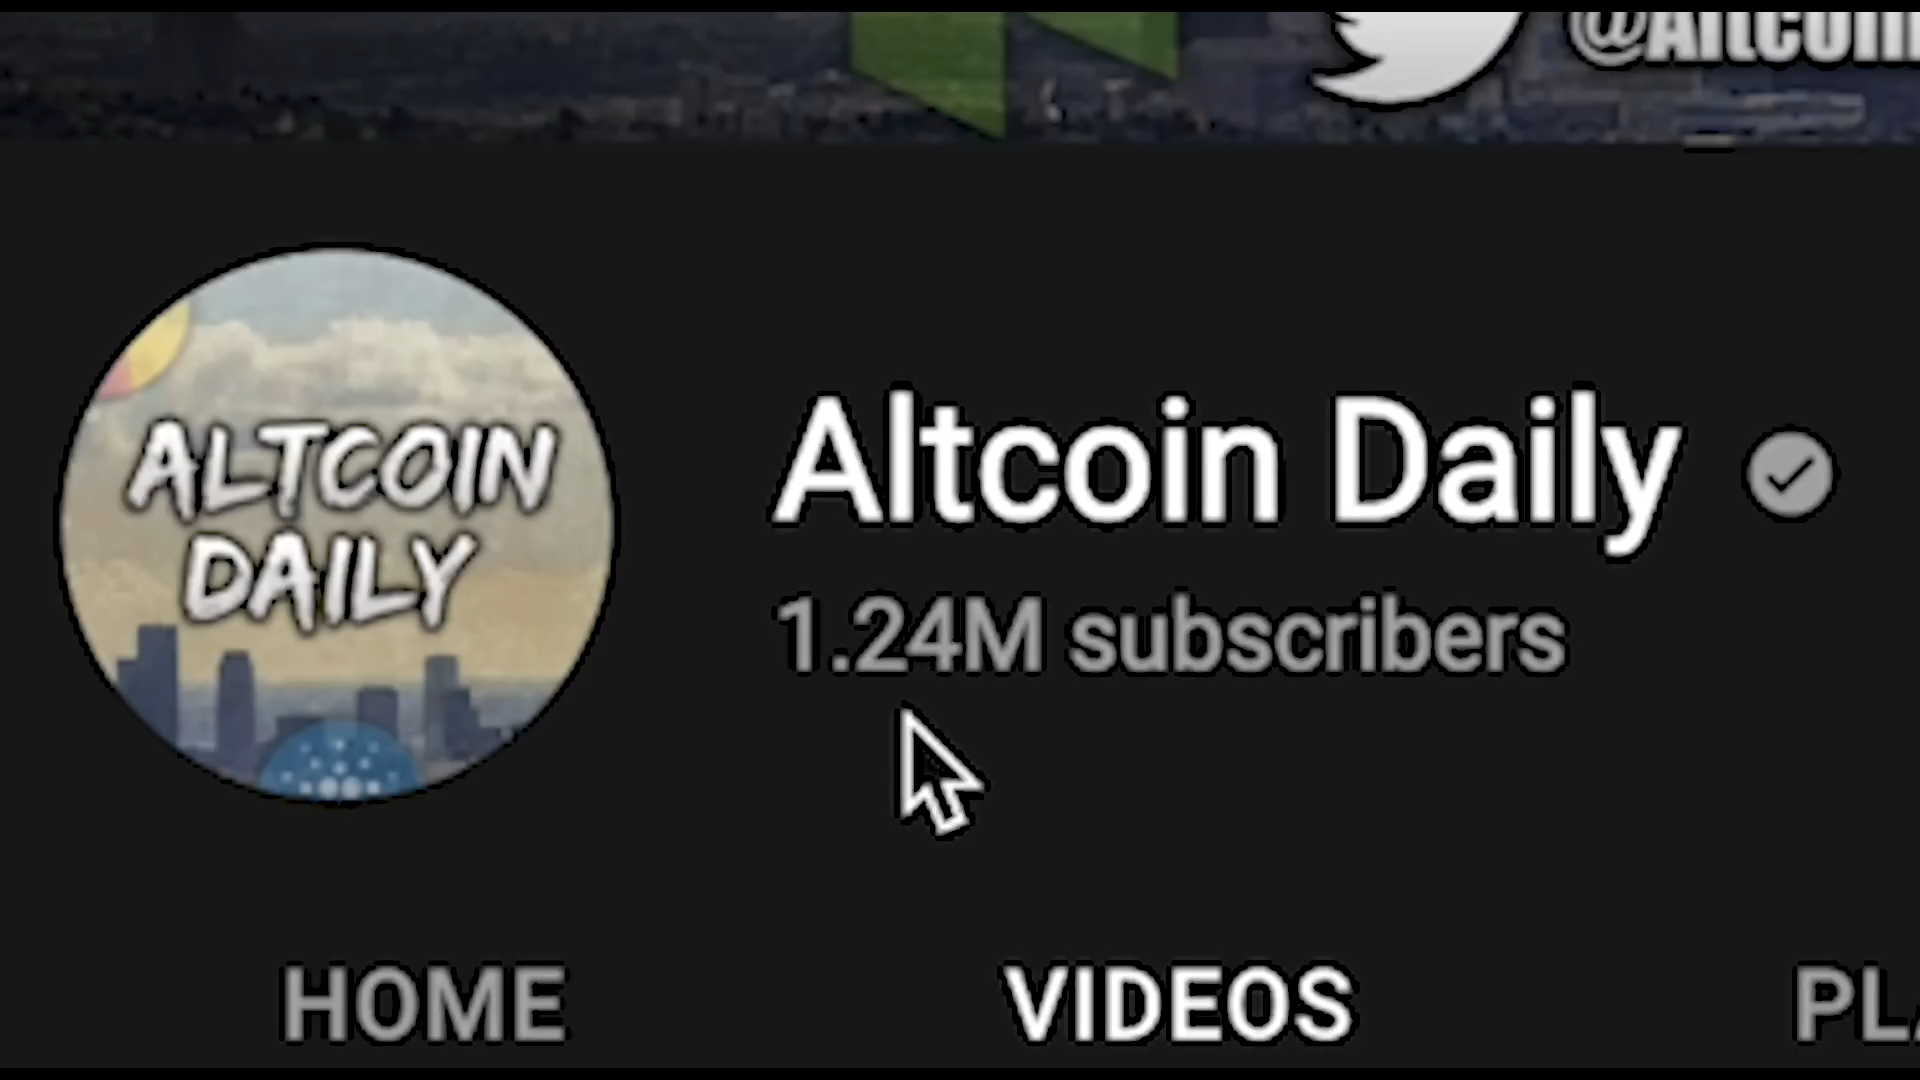 ALTCOIN
DAILY
Altcoin Daily
1.24M subscribers
HOME
VIDEOS